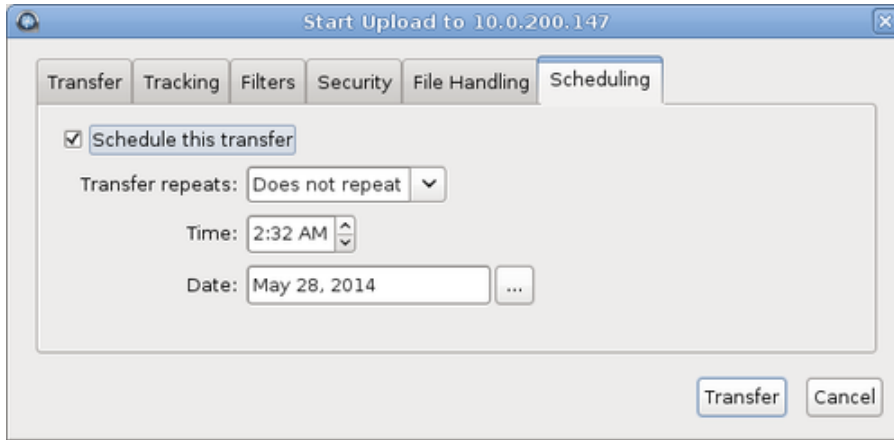 Start Upload to 10.0.200.147
Transfer Tracking Filters Security File Handling Scheduling
Schedule this transfer
Transfer repeats: Does not repeat
Time: 2:32 AM
Date: May 28, 2014 ...
Transfer Cancel